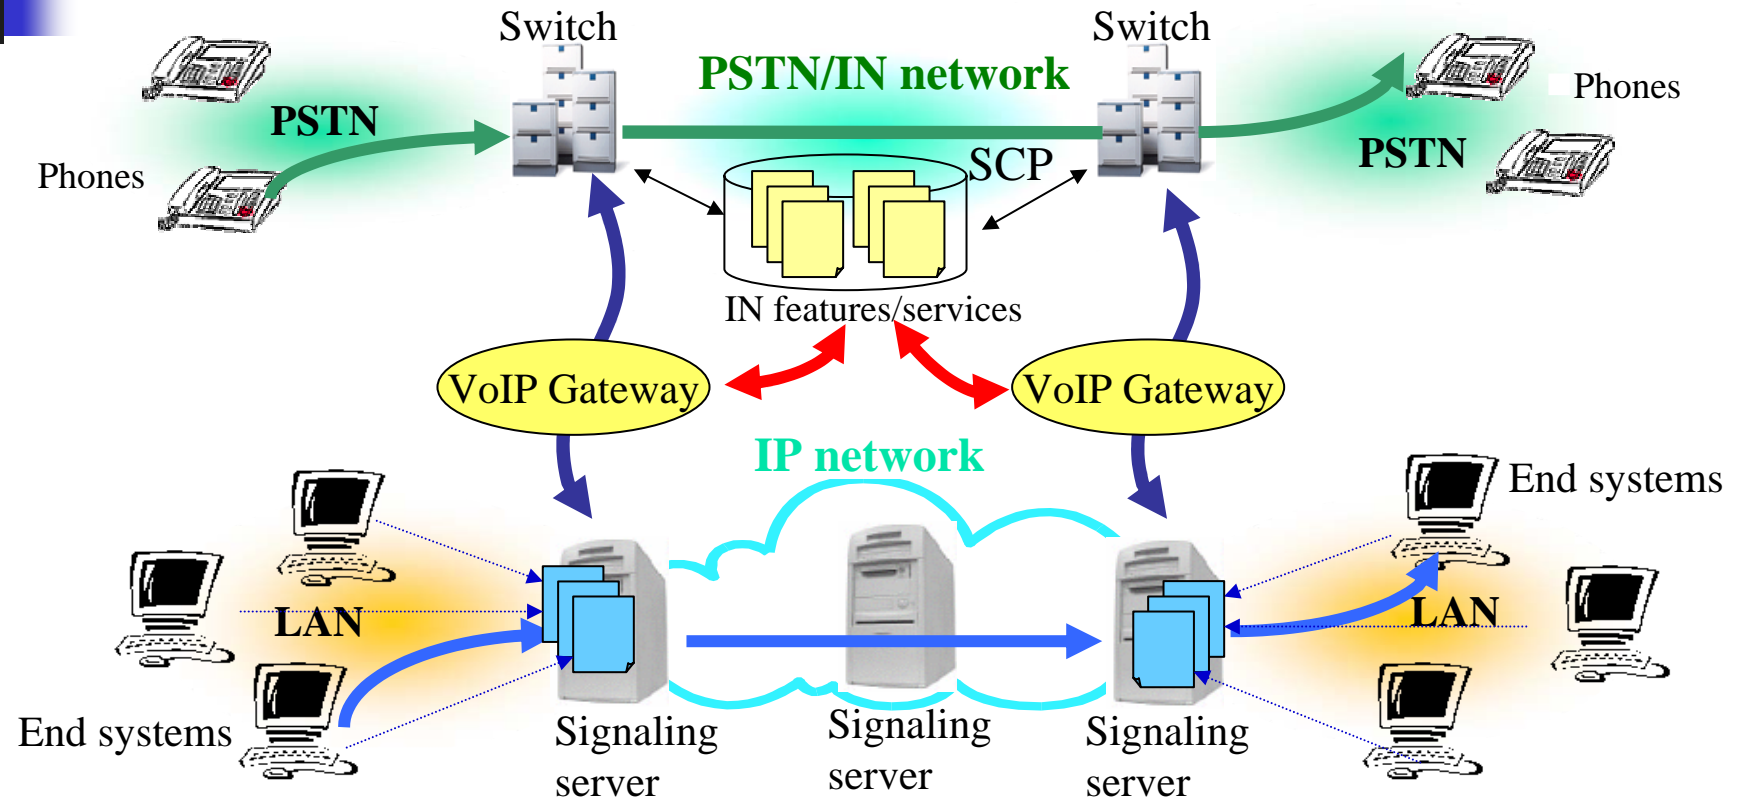 Switch
Switch
PSTN/IN network
Phones
PSTN
PSTN
SCP
Phones
IN features/services
VoIP Gateway
VoIP Gateway
IP network
End systems
LAN
LAN
End systems
Signaling
server
Signaling
server
Signaling
server